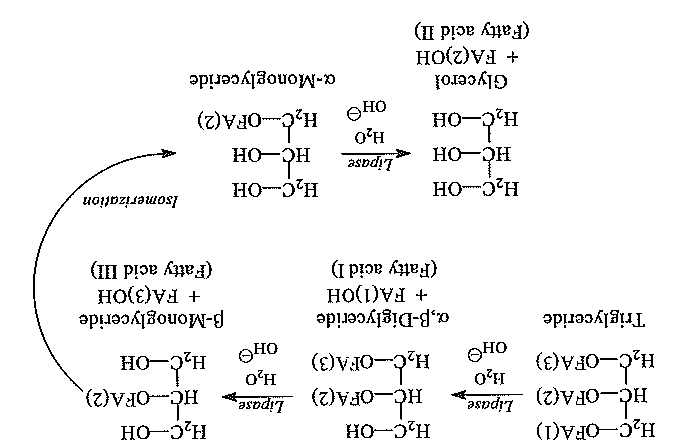 H₂C—OFA(1)
HC—OFA(2)
H₂C—OFA(3)
Triglyceride
Lipase
H₂O
OH⊖
H₂C—OH
HC—OFA(2)
H₂C—OFA(3)
α,β-Diglyceride
+ FA(1)OH
(Fatty acid I)
Lipase
H₂O
OH⊖
H₂C—OH
HC—OFA(2)
H₂C—OH
β-Monoglyceride
+ FA(3)OH
(Fatty acid III)
Isomerization
H₂C—OH
HC—OH
H₂C—OH
Glycerol
+ FA(2)OH
(Fatty acid II)
Lipase
H₂O
OH⊖
H₂C—OH
HC—OH
H₂C—OFA(2)
α-Monoglyceride